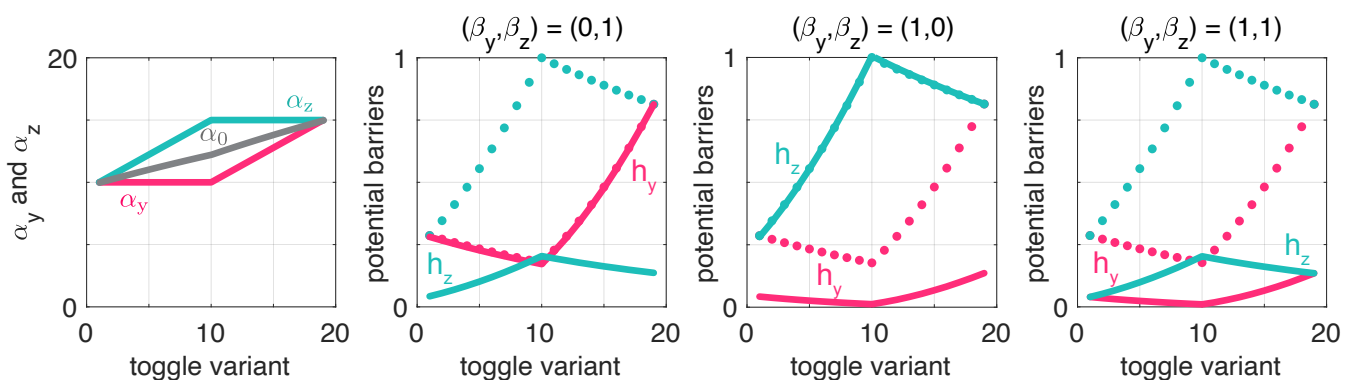 20
0
0
10
20
α_z
α_0
α_y
α_y and α_z
toggle variant
(β_y,β_z) = (0,1)
1
0
0
10
20
h_y
h_z
potential barriers
toggle variant
(β_y,β_z) = (1,0)
1
0
0
10
20
h_z
h_y
potential barriers
toggle variant
(β_y,β_z) = (1,1)
1
0
0
10
20
h_y
h_z
potential barriers
toggle variant